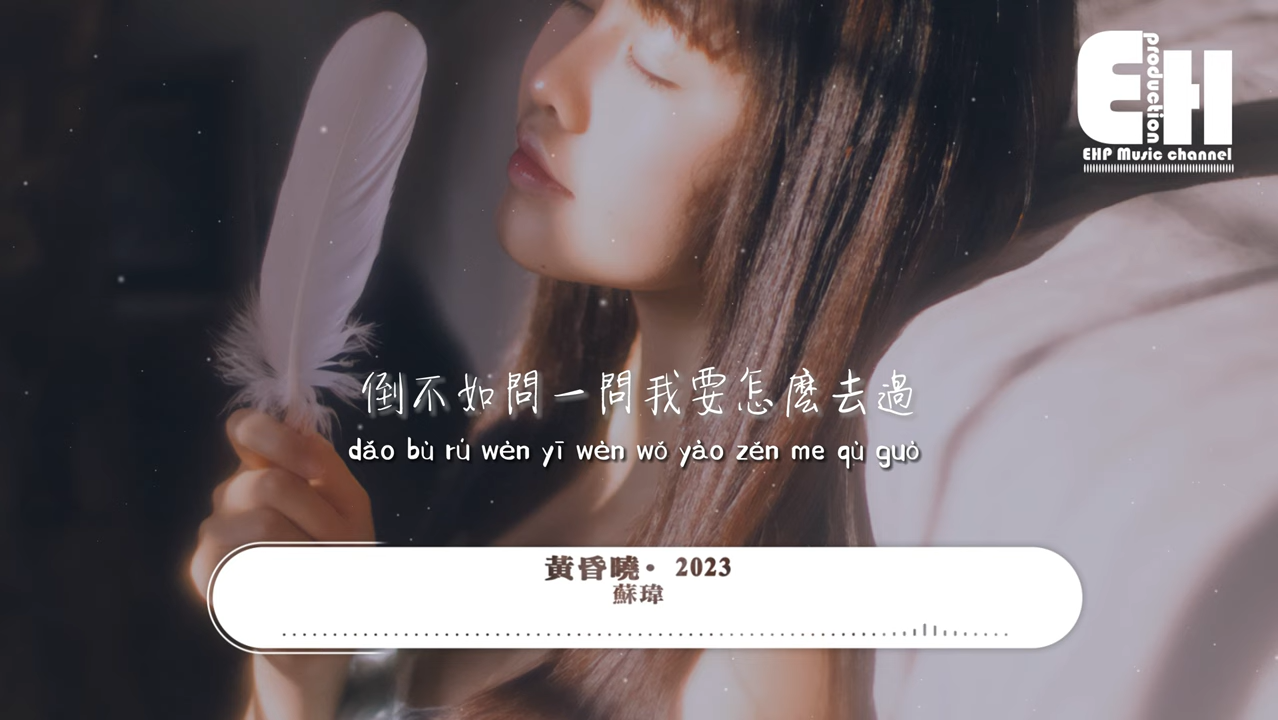 EH
production
EHP Music channel
倒不如問一問我要怎麼去過
dǎo bù rú wèn yī wèn wǒ yào zěn me qù guò
黃昏曉· 2023
蘇瑋